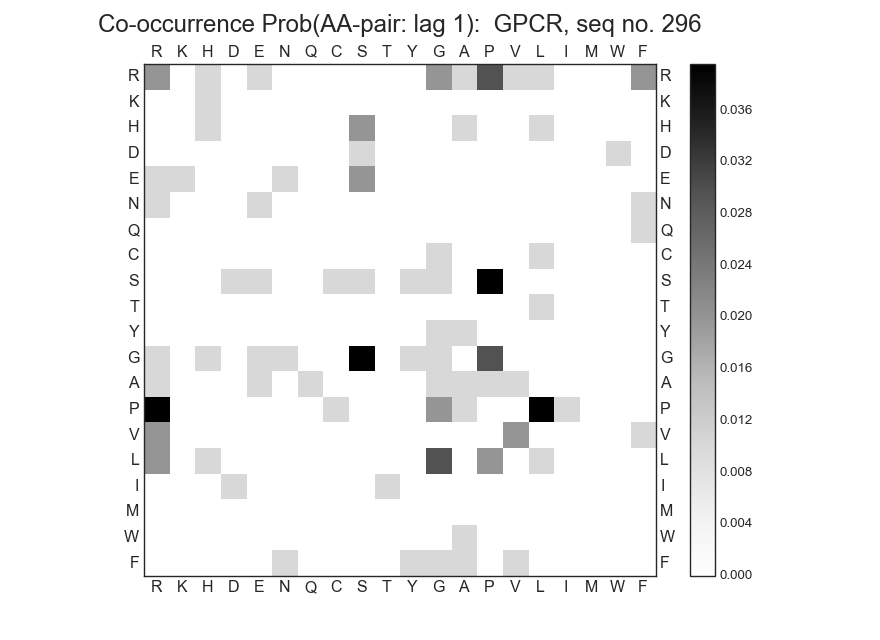 Co-occurrence Prob(AA-pair: lag 1):  GPCR, seq no. 296
R K H D E N Q C S T Y G A P V L I M W F
R R
K K
H H
D D
E E
N N
Q Q
C C
S S
T T
Y Y
G G
A A
P P
V V
L L
I I
M M
W W
F F
R K H D E N Q C S T Y G A P V L I M W F
0.036
0.032
0.028
0.024
0.020
0.016
0.012
0.008
0.004
0.000